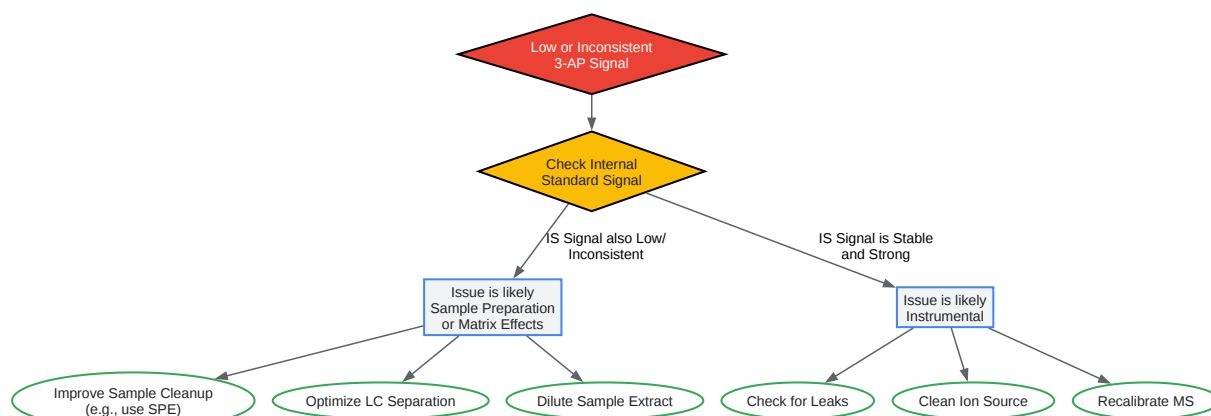 Low or Inconsistent
3-AP Signal
Check Internal
Standard Signal
IS Signal also Low/
Inconsistent
IS Signal is Stable
and Strong
Issue is likely
Sample Preparation
or Matrix Effects
Issue is likely
Instrumental
Improve Sample Cleanup
(e.g., use SPE)
Optimize LC Separation
Dilute Sample Extract
Check for Leaks
Clean Ion Source
Recalibrate MS